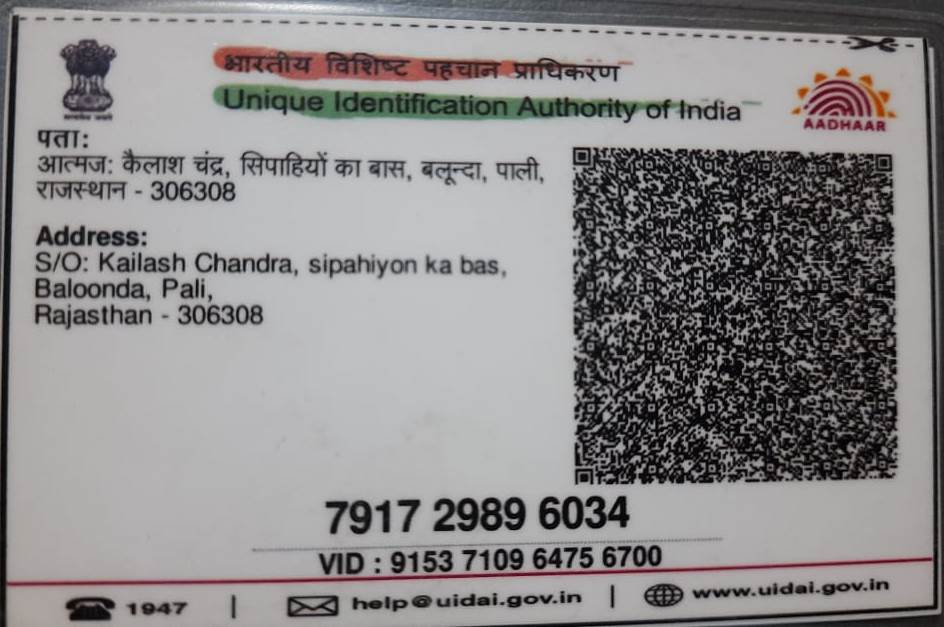 भारतीय विशिष्ट पहचान प्राधिकरण
Unique Identification Authority of India
AADHAAR
पता:
आत्मज: कैलाश चंद्र, सिपाहियों का बास, बलून्दा, पाली,
राजस्थान - 306308
Address:
S/O: Kailash Chandra, sipahiyon ka bas,
Baloonda, Pali,
Rajasthan - 306308
7917 2989 6034
VID : 9153 7109 6475 6700
1947 | help@uidai.gov.in | www.uidai.gov.in